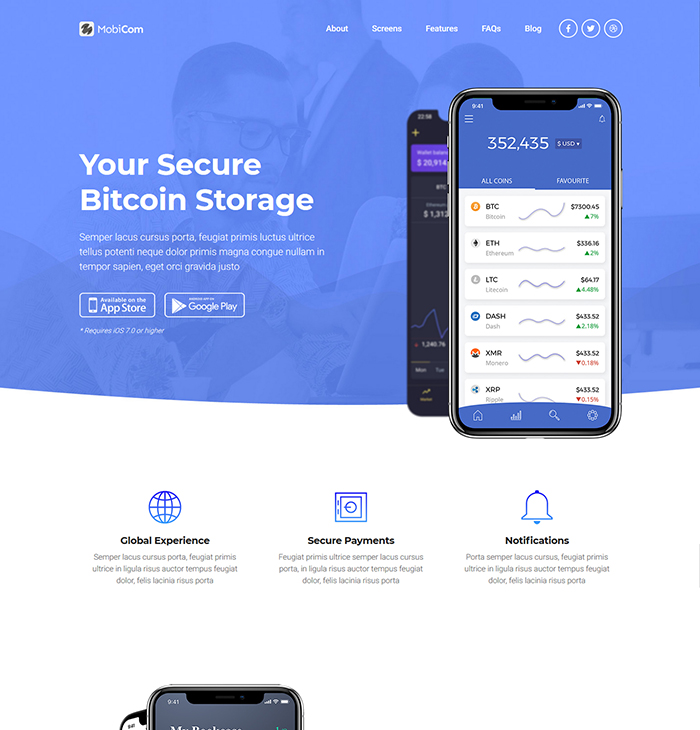 MobiCom
About
Screens
Features
FAQs
Blog
Your Secure
Bitcoin Storage
Semper lacus cursus porta, feugiat primis luctus ultrice
tellus potenti neque dolor primis magna congue nullam in
tempor sapien, eget orci gravida justo
Available on the
App Store
ANDROID APP ON
Google Play
* Requires iOS 7.0 or higher
22:58
Wallet
$ 20,914
BTC
$ 1,312
1,240.76
Mon
Tue
Market
9:41
352,435
$ USD
ALL COINS
FAVOURITE
BTC
$7300.45
Bitcoin
7%
ETH
$336.16
Ethereum
2%
LTC
$64.17
Litecoin
4.48%
DASH
$433.52
Dash
2.18%
XMR
$433.52
Monero
0.18%
XRP
$433.52
Ripple
0.15%
Global Experience
Semper lacus cursus porta, feugiat primis
ultrice in ligula risus auctor tempus feugiat
dolor, felis lacinia risus porta
Secure Payments
Feugiat primis ultrice semper lacus cursus
porta, in ligula risus auctor tempus feugiat
dolor, felis lacinia risus porta
Notifications
Porta semper lacus cursus, feugiat primis
ultrice in ligula risus auctor tempus feugiat
dolor, felis lacinia risus porta
9:41
9:41